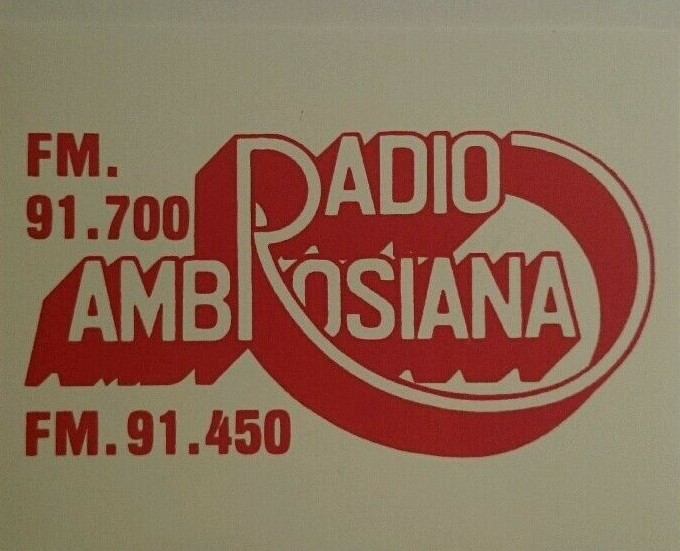 FM.
91.700
RADIO
AMBROSIANA
FM.91.450